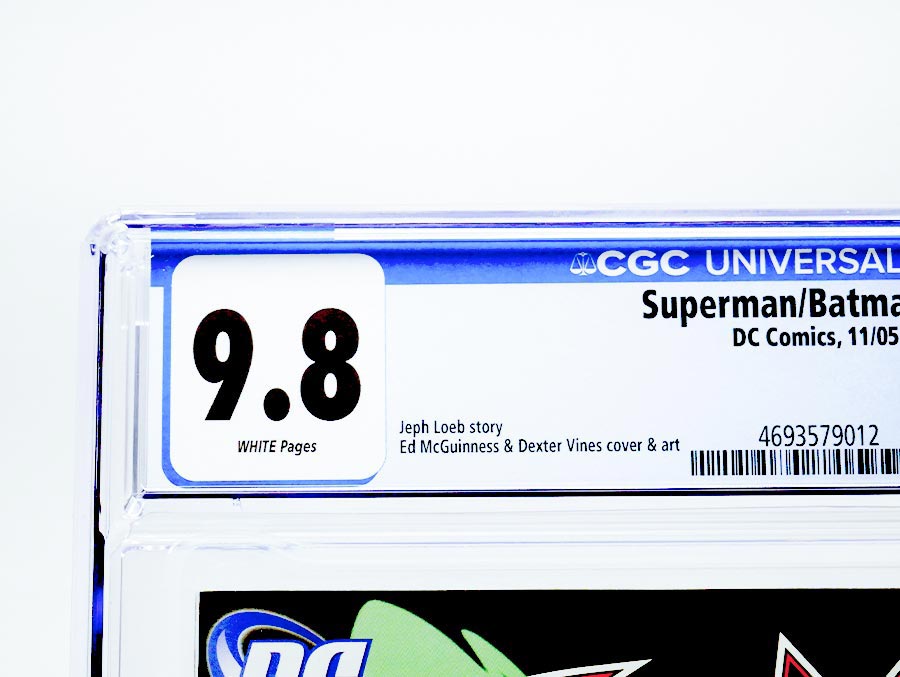 CGC UNIVERSAL
Superman/Batma
DC Comics, 11/05
9.8
WHITE Pages
Jeph Loeb story
Ed McGuinness & Dexter Vines cover & art
4693579012